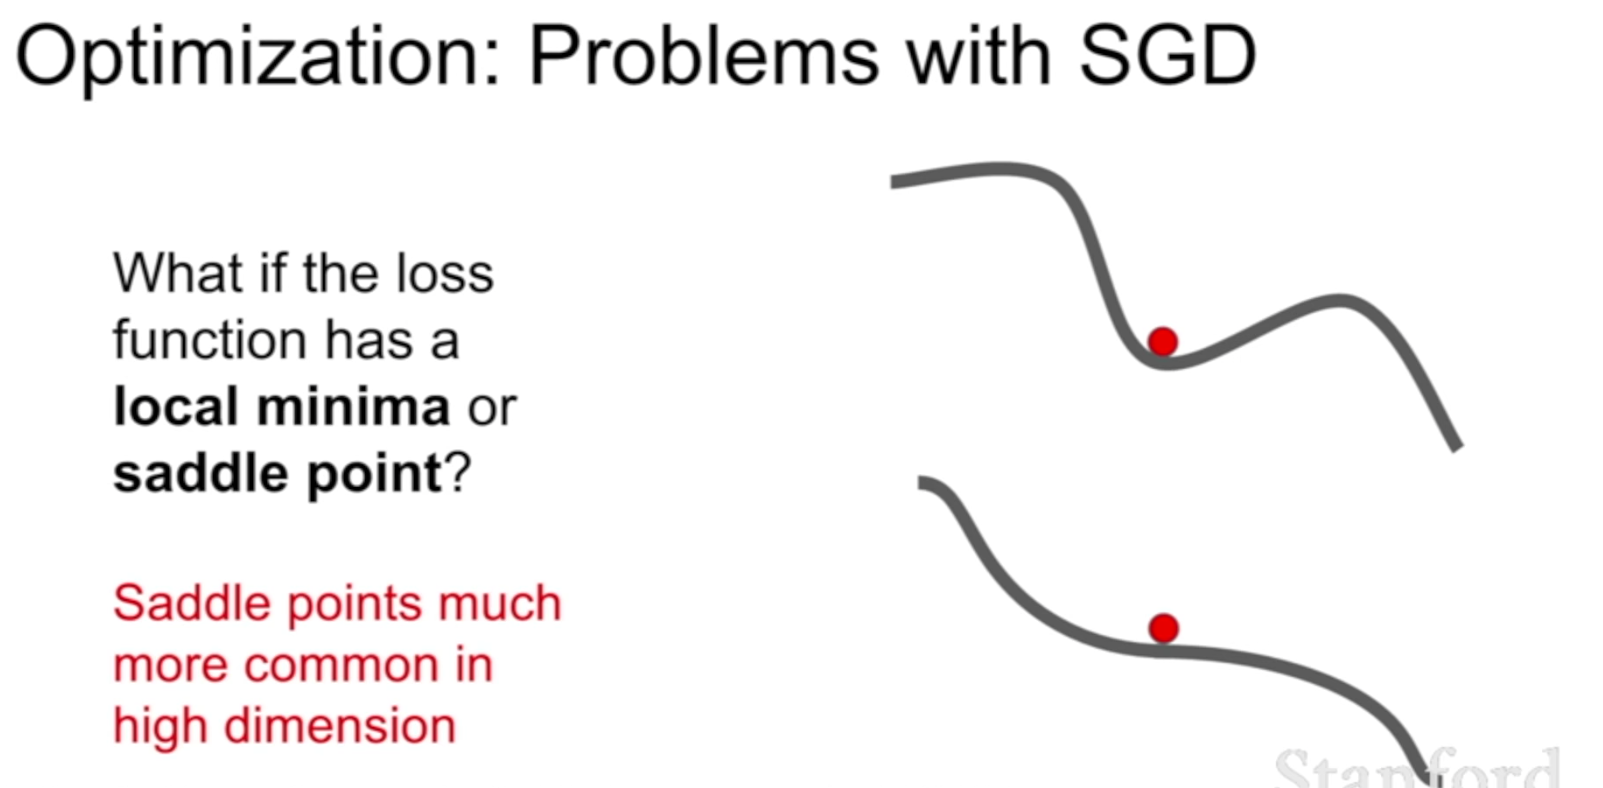 Optimization: Problems with SGD
What if the loss
function has a
local minima or
saddle point?
Saddle points much
more common in
high dimension
Stanford